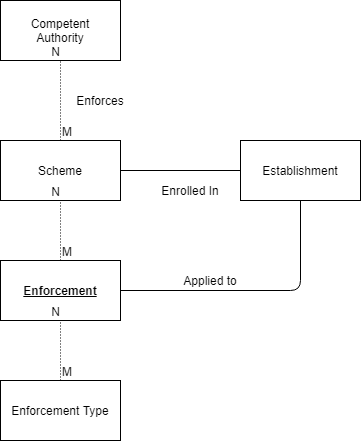 Competent
Authority
N
Enforces
M
Scheme
Establishment
N
Enrolled In
M
Applied to
Enforcement
N
M
Enforcement Type